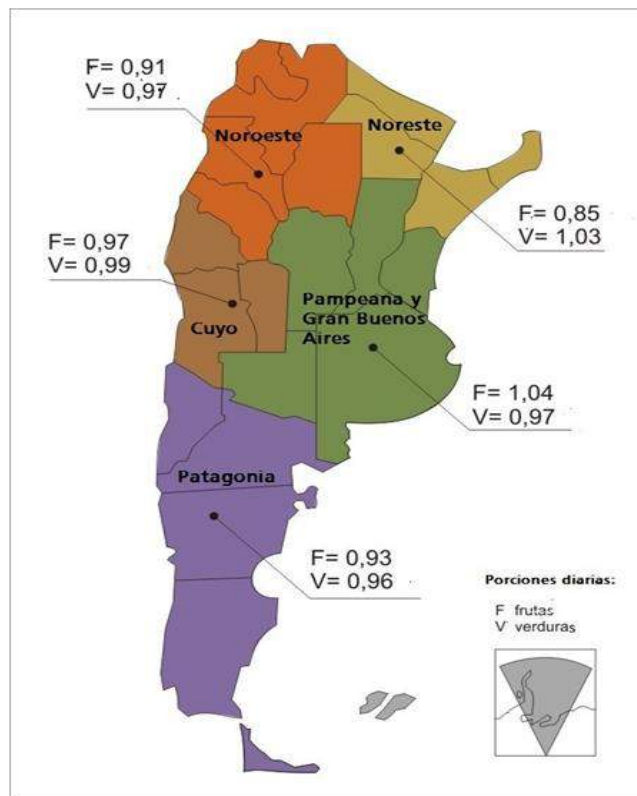 F= 0,91
V= 0,97
Noroeste
Noreste
F= 0,85
V= 1,03
F= 0,97
V= 0,99
Cuyo
Pampeana y
Gran Buenos
Aires
F= 1,04
V= 0,97
Patagonia
F= 0,93
V= 0,96
Porciones diarias:
F frutas
V verduras